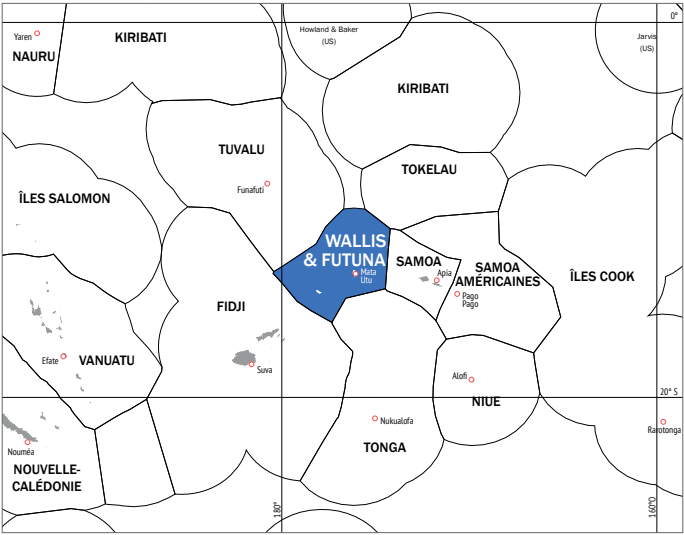 0°
Howland & Baker
(US)
Yaren
KIRIBATI
Jarvis
(US)
NAURU
KIRIBATI
TUVALU
TOKELAU
Funafuti
ÎLES SALOMON
WALLIS
& FUTUNA
SAMOA
Mata
Utu
Apia
SAMOA
AMÉRICAINES
ÎLES COOK
Pago
Pago
FIDJI
Efate
VANUATU
Suva
Alofi
20° S
NIUE
Nukualofa
Rarotonga
Nouméa
TONGA
NOUVELLE-
CALÉDONIE
180°
160°O